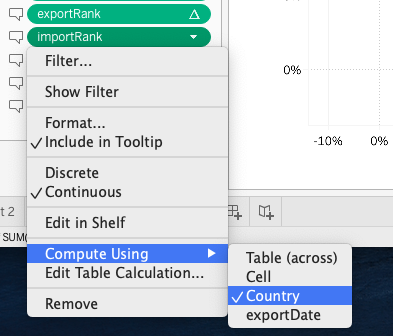 exportRank
importRank
Filter...
Show Filter
Format...
Include in Tooltip
Discrete
Continuous
Edit in Shelf
Compute Using
Edit Table Calculation...
Remove
Table (across)
Cell
Country
exportDate
0%
-10%
0%
t 2
SUM(